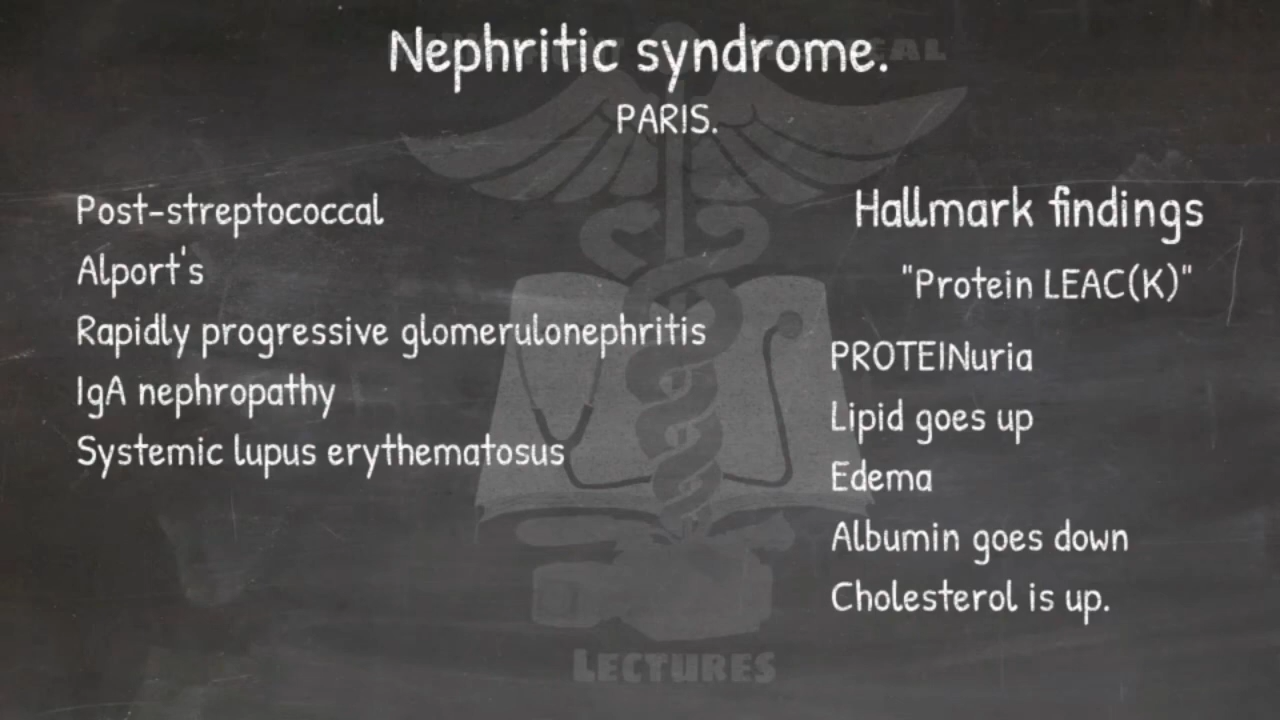 Nephritic syndrome.
PARIS.
Post-streptococcal
Alport's
Rapidly progressive glomerulonephritis
IgA nephropathy
Systemic lupus erythematosus
Hallmark findings
"Protein LEAC(K)"
PROTEINuria
Lipid goes up
Edema
Albumin goes down
Cholesterol is up.
LECTURES